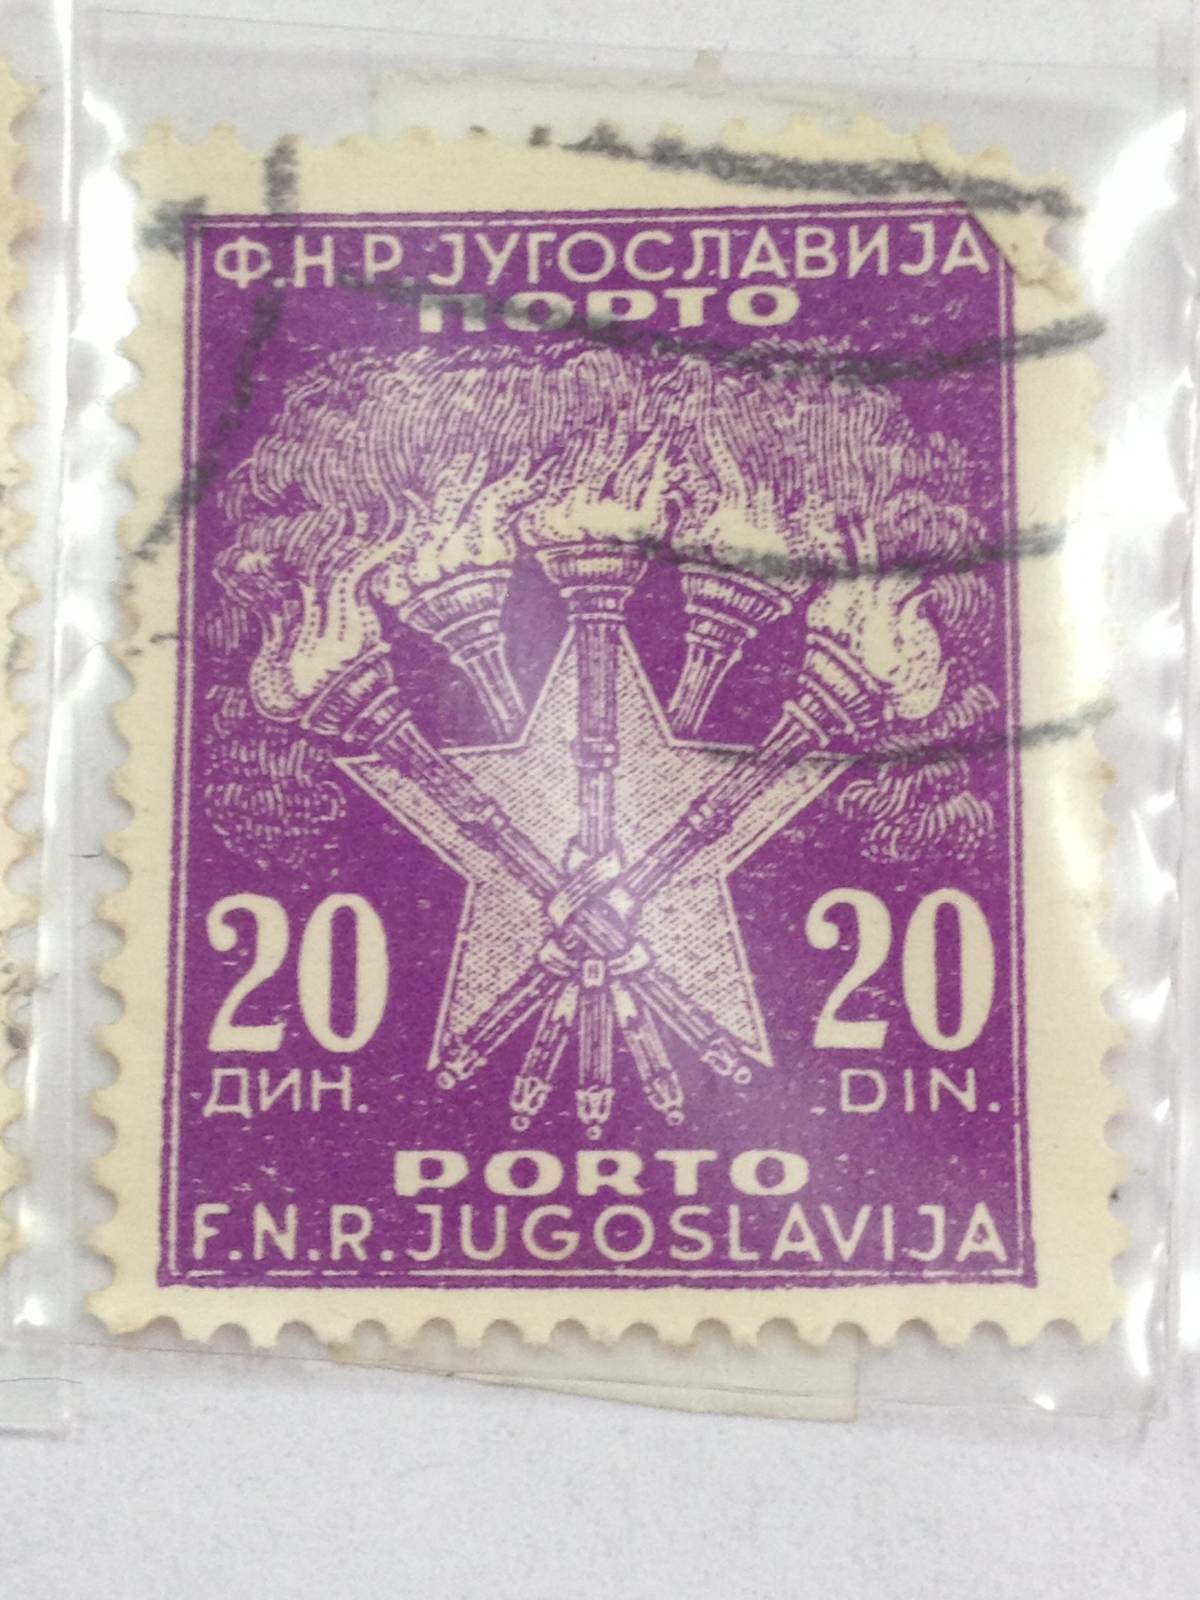 Ф.Н.Р. ЈУГОСЛАВИЈА
ПОРТО
20 20
ДИН. DIN.
PORTO
F.N.R. JUGOSLAVIJA